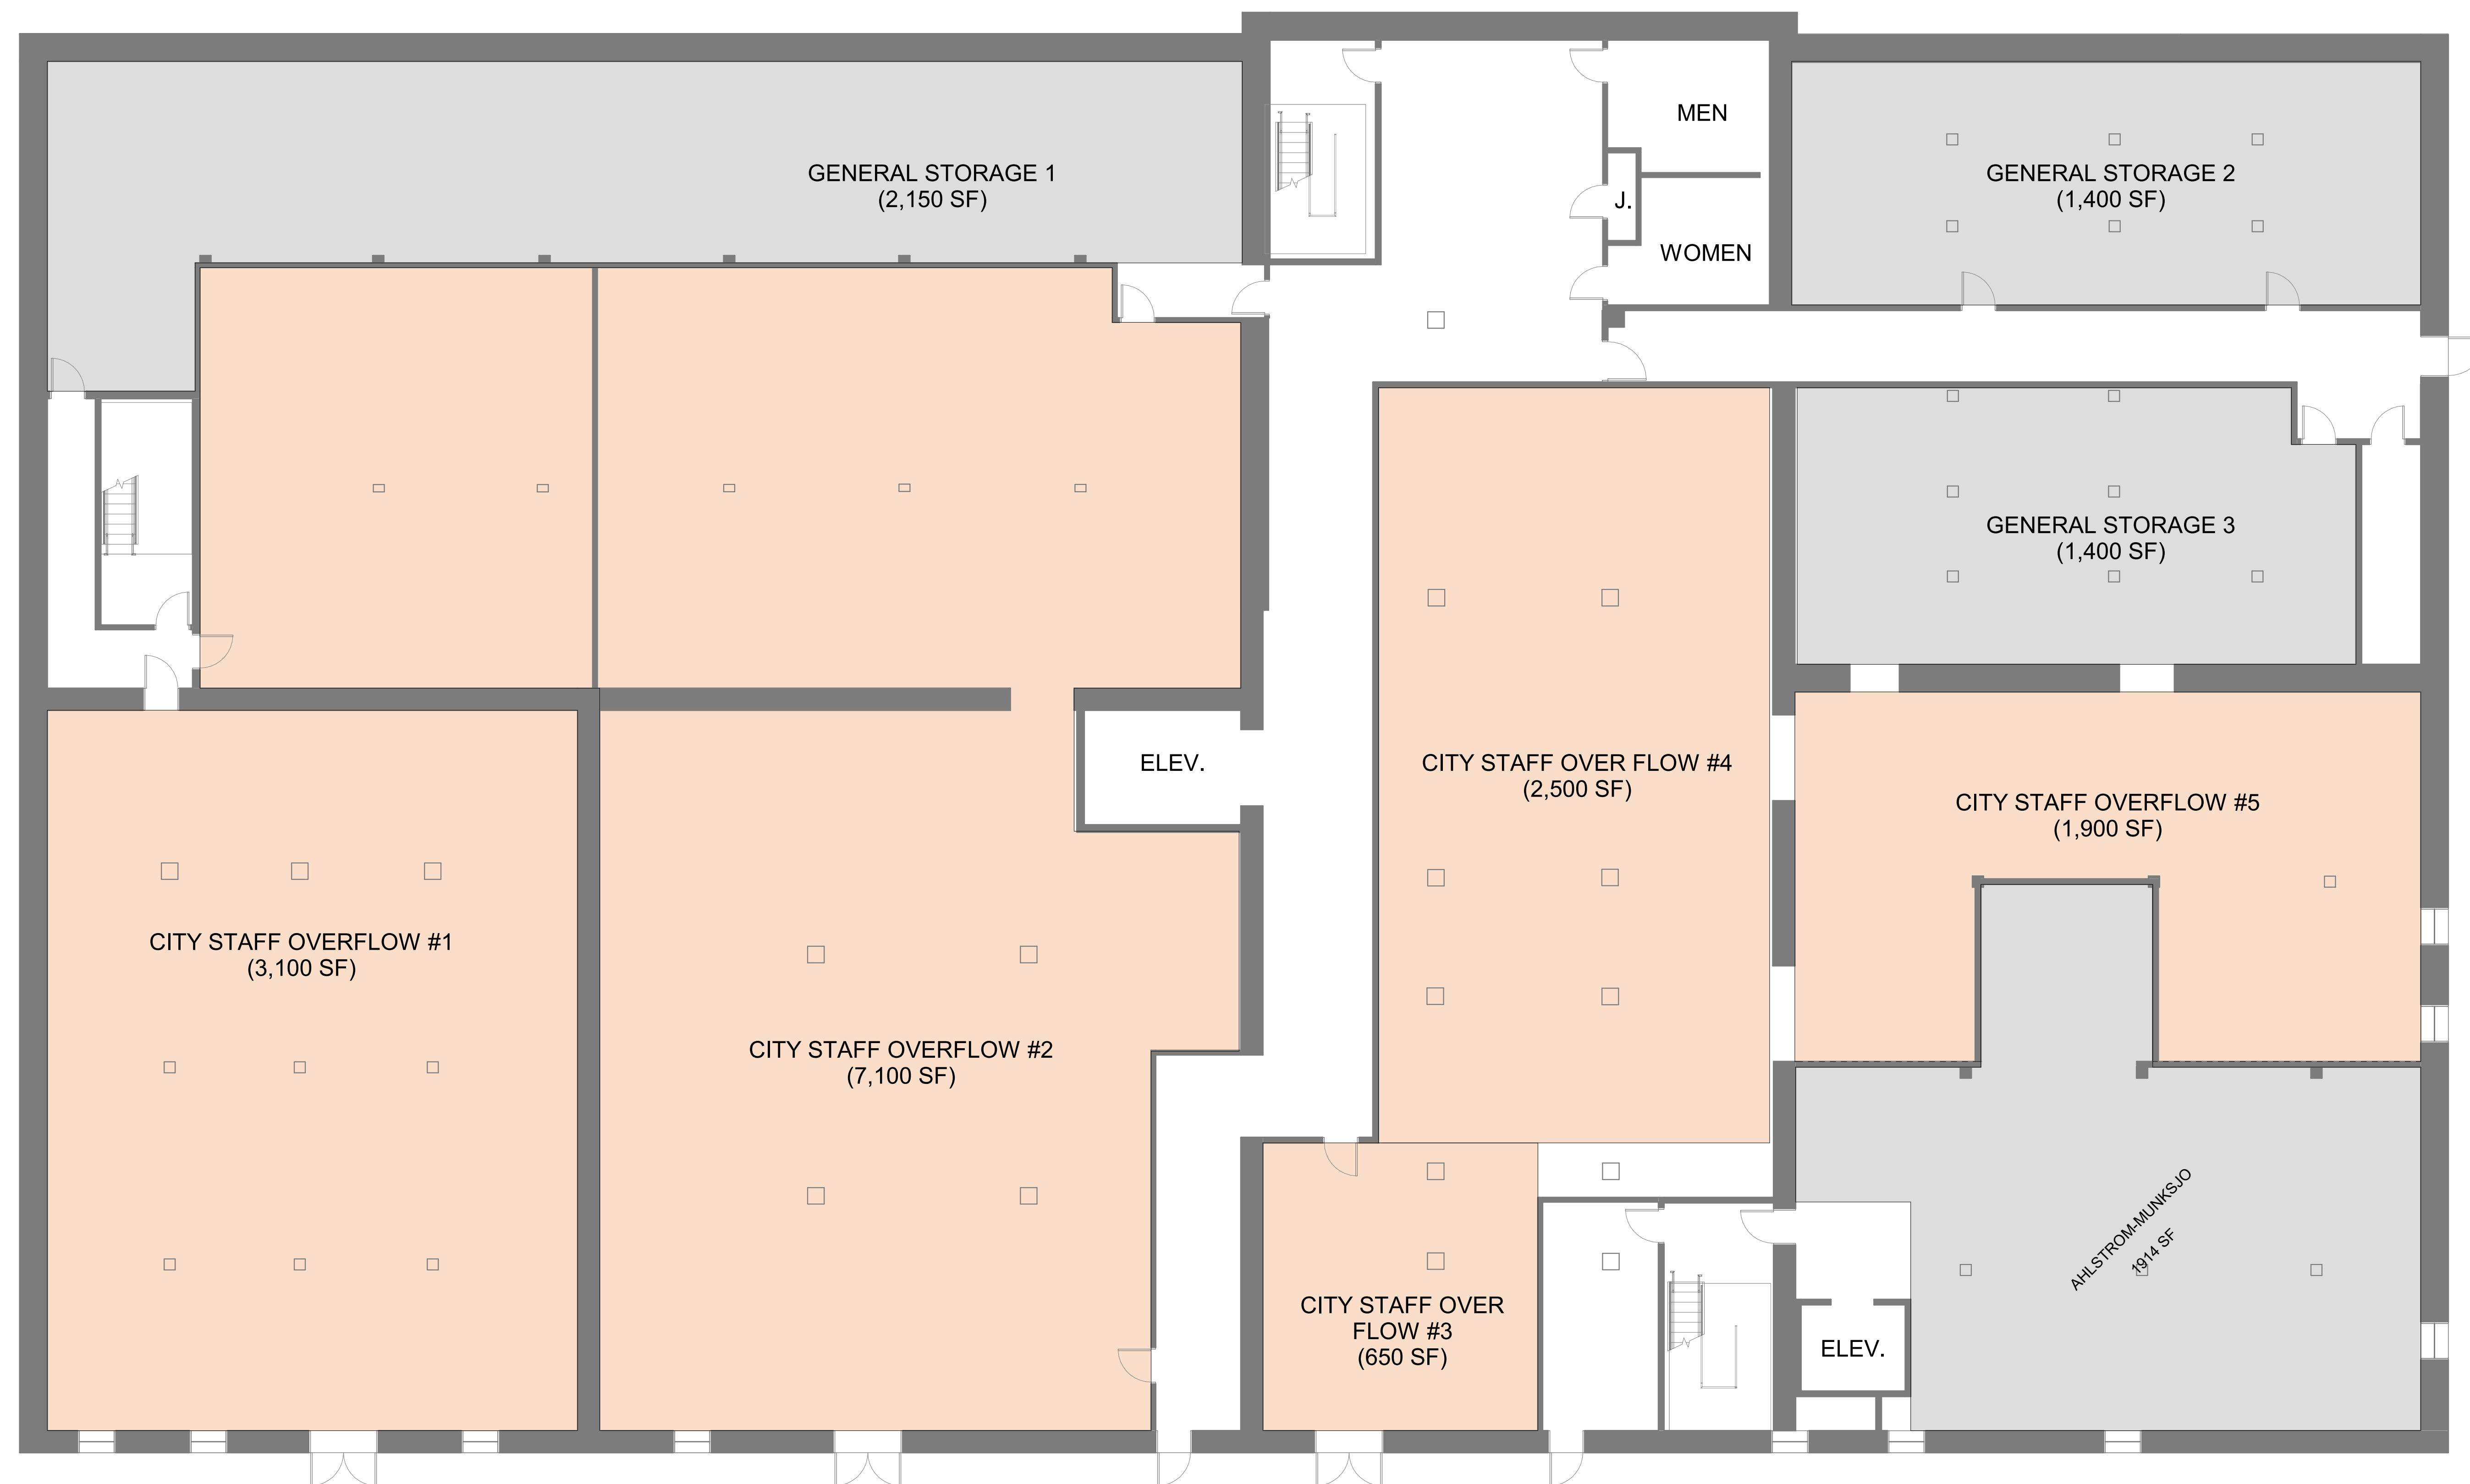 MEN
GENERAL STORAGE 1
(2,150 SF)
GENERAL STORAGE 2
(1,400 SF)
J.
WOMEN
GENERAL STORAGE 3
(1,400 SF)
ELEV.
CITY STAFF OVER FLOW #4
(2,500 SF)
CITY STAFF OVERFLOW #5
(1,900 SF)
CITY STAFF OVERFLOW #1
(3,100 SF)
CITY STAFF OVERFLOW #2
(7,100 SF)
AHLSTROM-MUNKSJO
1914 SF
CITY STAFF OVER
FLOW #3
(650 SF)
ELEV.